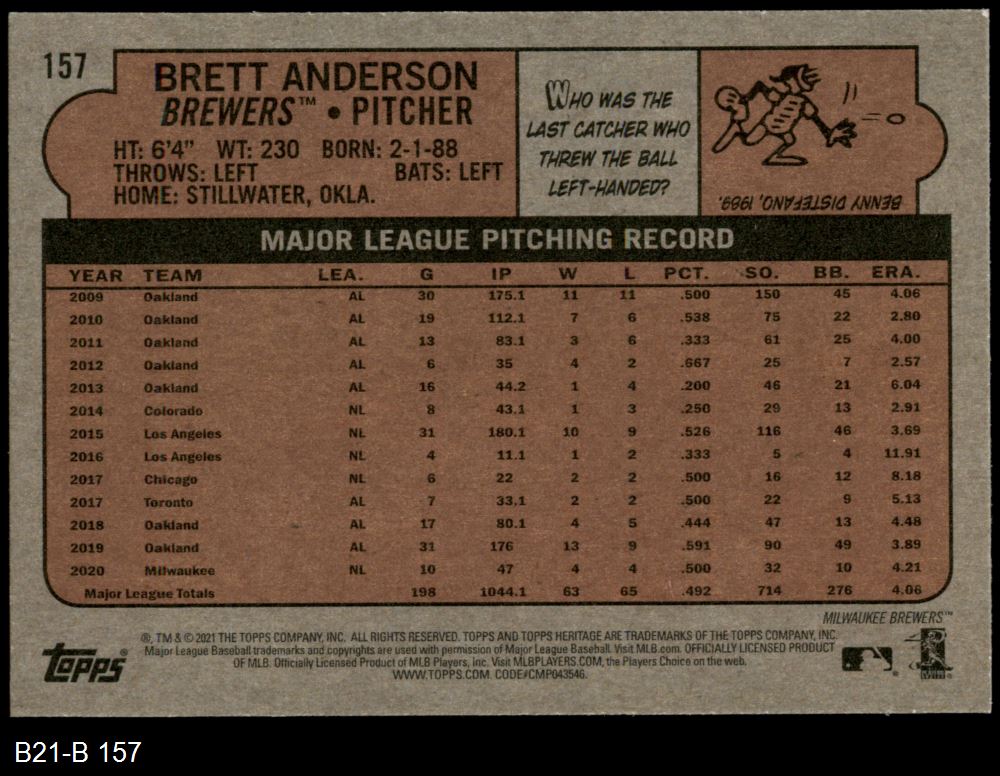 157
BRETT ANDERSON
BREWERS™ • PITCHER
HT: 6'4" WT: 230 BORN: 2-1-88
THROWS: LEFT BATS: LEFT
HOME: STILLWATER, OKLA.
WHO WAS THE
LAST CATCHER WHO
THREW THE BALL
LEFT-HANDED?
BENNY DISTEFANO, 1989.
MAJOR LEAGUE PITCHING RECORD
YEAR TEAM LEA. G IP W L PCT. SO. BB. ERA.
2009 Oakland AL 30 175.1 11 11 .500 150 45 4.06
2010 Oakland AL 19 112.1 7 6 .538 75 22 2.80
2011 Oakland AL 13 83.1 3 6 .333 61 25 4.00
2012 Oakland AL 6 35 4 2 .667 25 7 2.57
2013 Oakland AL 16 44.2 1 4 .200 46 21 6.04
2014 Colorado NL 8 43.1 1 3 .250 29 13 2.91
2015 Los Angeles NL 31 180.1 10 9 .526 116 46 3.69
2016 Los Angeles NL 4 11.1 1 2 .333 5 4 11.91
2017 Chicago NL 6 22 2 2 .500 16 12 8.18
2017 Toronto AL 7 33.1 2 2 .500 22 9 5.13
2018 Oakland AL 17 80.1 4 5 .444 47 13 4.48
2019 Oakland AL 31 176 13 9 .591 90 49 3.89
2020 Milwaukee NL 10 47 4 4 .500 32 10 4.21
Major League Totals 198 1044.1 63 65 .492 714 276 4.06
MILWAUKEE BREWERS™
®, TM & © 2021 THE TOPPS COMPANY, INC. ALL RIGHTS RESERVED. TOPPS AND TOPPS HERITAGE ARE TRADEMARKS OF THE TOPPS COMPANY, INC.
Major League Baseball trademarks and copyrights are used with permission of Major League Baseball. Visit MLB.com. OFFICIALLY LICENSED PRODUCT
OF MLB. Officially Licensed Product of MLB Players, Inc. Visit MLBPLAYERS.COM, the Players Choice on the web.
WWW.TOPPS.COM. CODE#CMP043546.
Topps®
B21-B 157